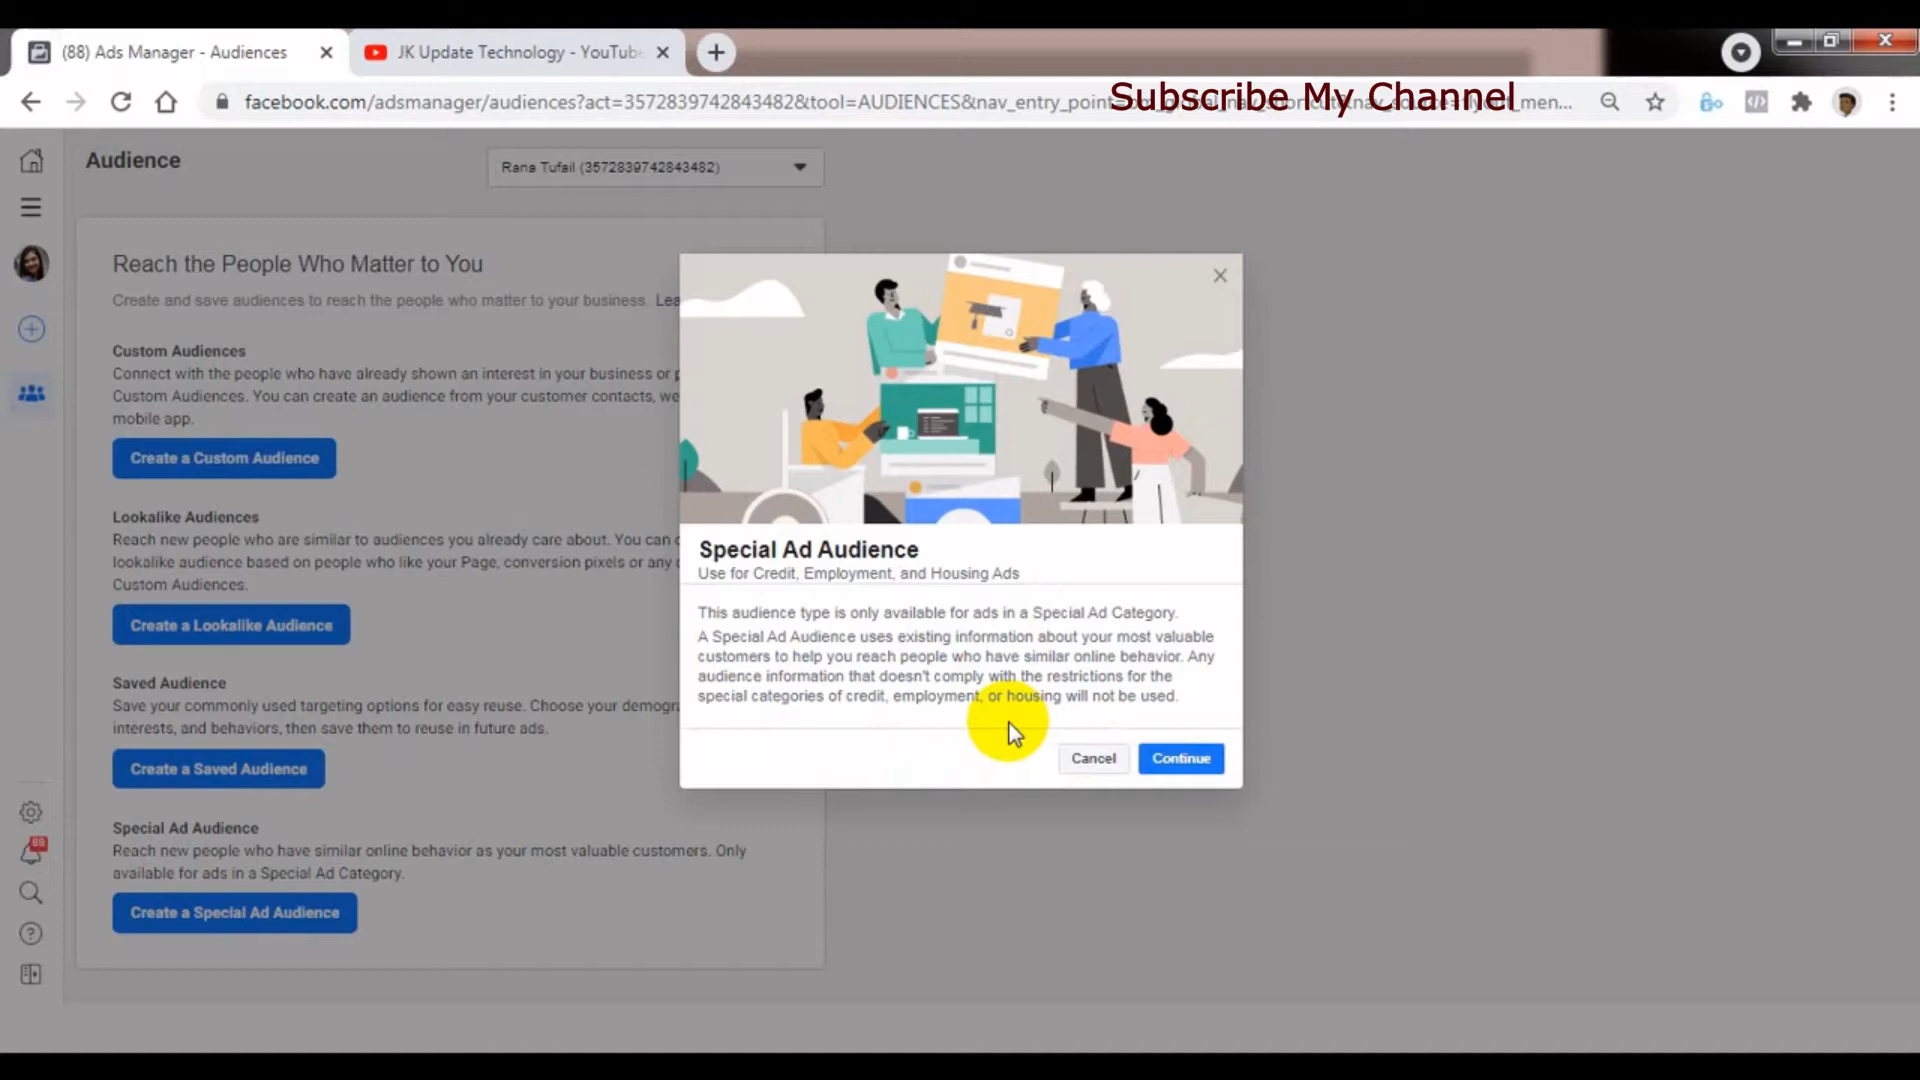 (88) Ads Manager - Audiences
JK Update Technology - YouTub
facebook.com/adsmanager/audiences?act=3572839742843482&tool=AUDIENCES&nav_entry_point=
Subscribe My Channel
Audience
Rana Tufail (3572839742843482)
Reach the People Who Matter to You
Create and save audiences to reach the people who matter to your business. Lea
Custom Audiences
Connect with the people who have already shown an interest in your business or p
Custom Audiences. You can create an audience from your customer contacts, we
mobile app.
Create a Custom Audience
Lookalike Audiences
Reach new people who are similar to audiences you already care about. You can c
lookalike audience based on people who like your Page, conversion pixels or any o
Custom Audiences.
Create a Lookalike Audience
Saved Audience
Save your commonly used targeting options for easy reuse. Choose your demogra
interests, and behaviors, then save them to reuse in future ads.
Create a Saved Audience
Special Ad Audience
Reach new people who have similar online behavior as your most valuable customers. Only
available for ads in a Special Ad Category.
Create a Special Ad Audience
89
Special Ad Audience
Use for Credit, Employment, and Housing Ads
This audience type is only available for ads in a Special Ad Category.
A Special Ad Audience uses existing information about your most valuable
customers to help you reach people who have similar online behavior. Any
audience information that doesn't comply with the restrictions for the
special categories of credit, employment, or housing will not be used.
Cancel
Continue